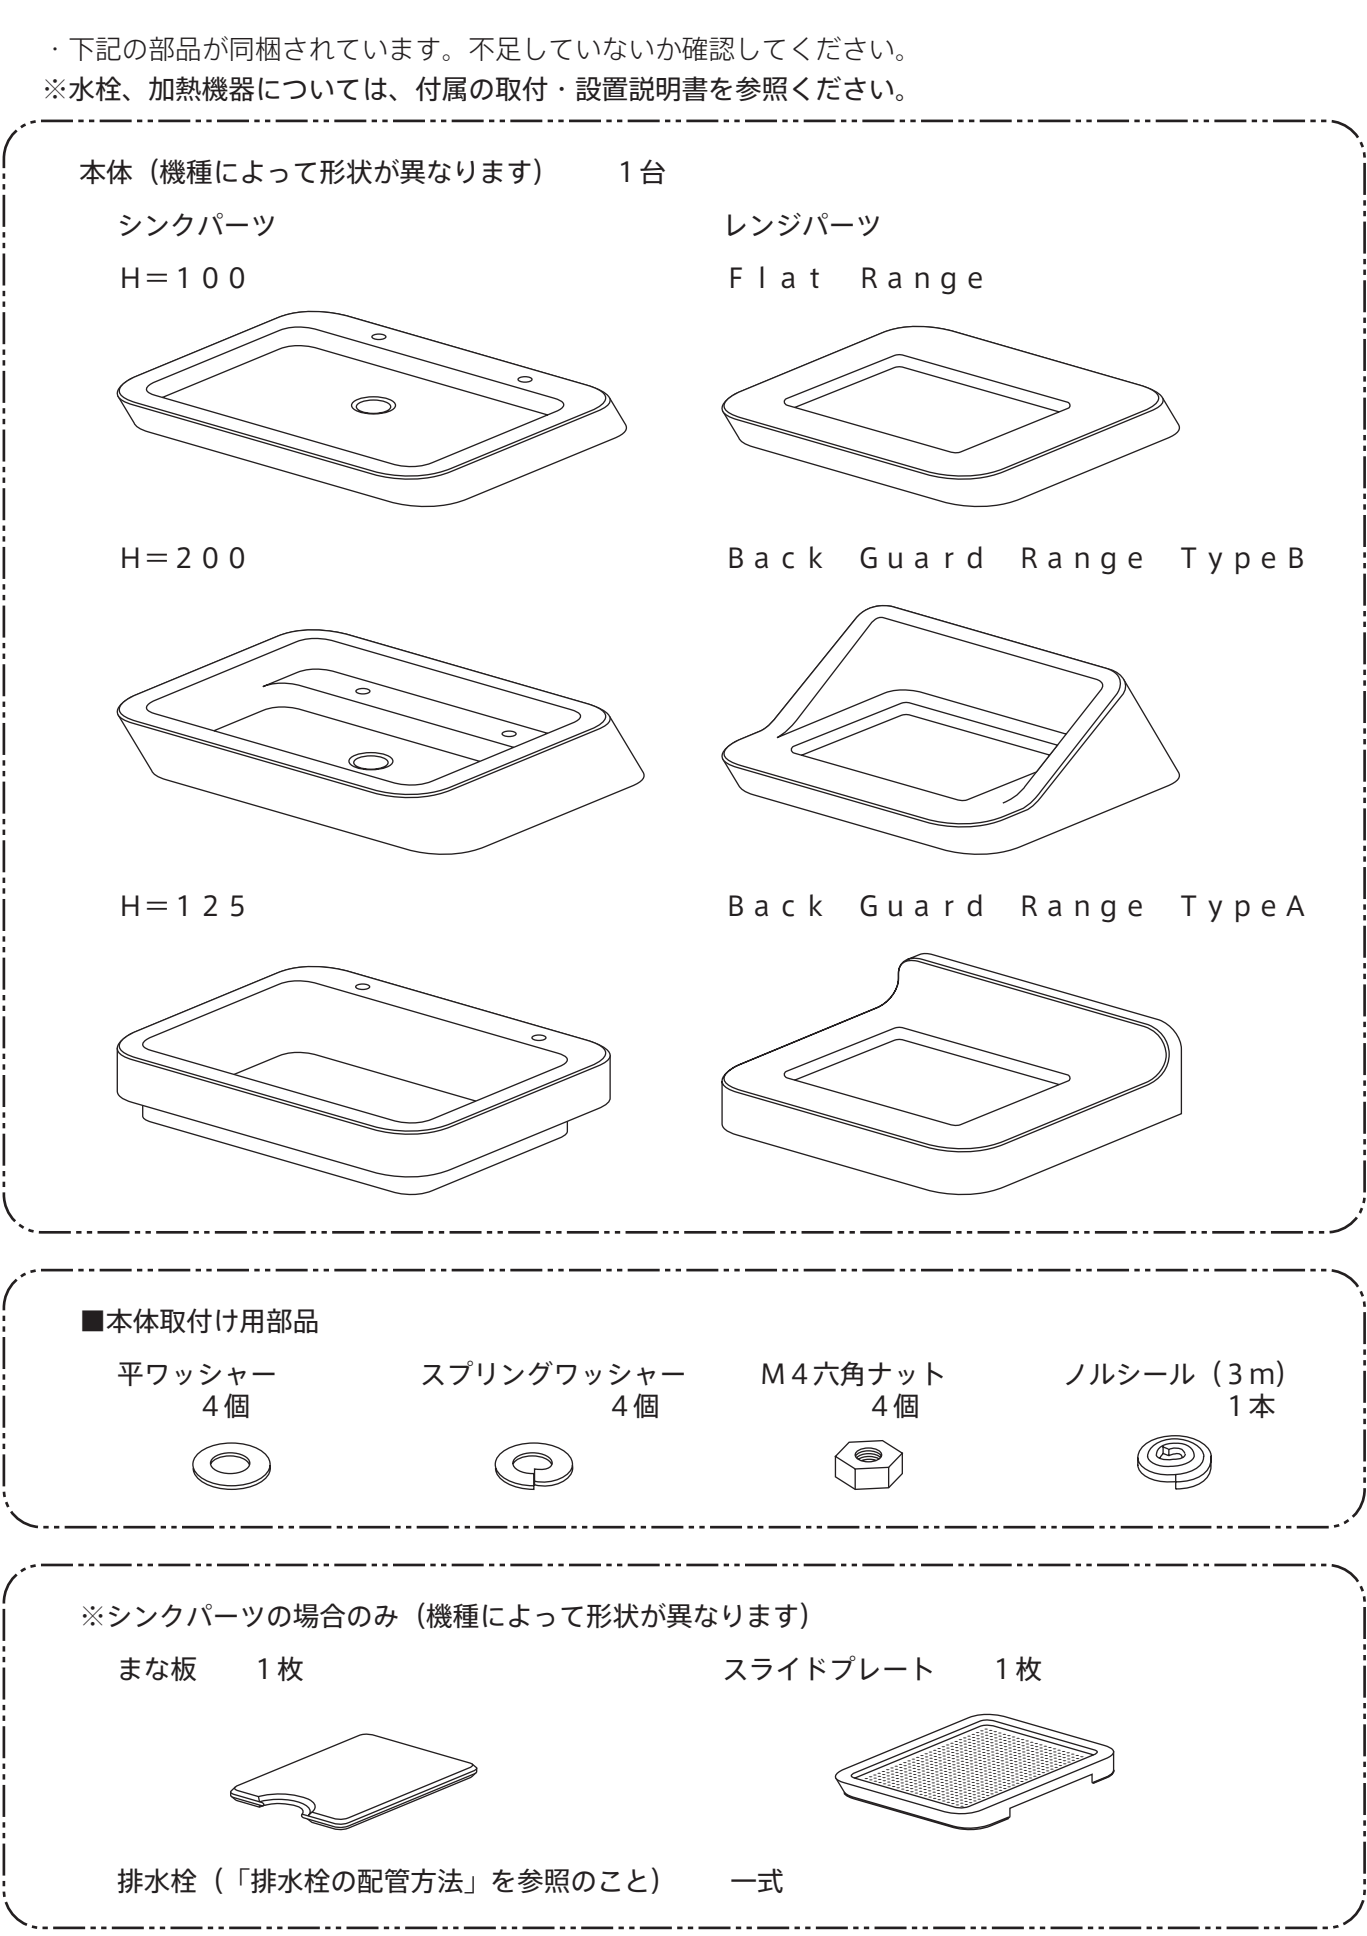 ・下記の部品が同梱されています。不足していないか確認してください。
※水栓、加熱機器については、付属の取付・設置説明書を参照ください。
本体（機種によって形状が異なります） １台
シンクパーツ レンジパーツ
Ｈ＝１００ Ｆｌａｔ Ｒａｎｇｅ
Ｈ＝２００ Ｂａｃｋ Ｇｕａｒｄ Ｒａｎｇｅ ＴｙｐｅＢ
Ｈ＝１２５ Ｂａｃｋ Ｇｕａｒｄ Ｒａｎｇｅ ＴｙｐｅＡ
■本体取付け用部品
平ワッシャー スプリングワッシャー Ｍ４六角ナット ノルシール（３ｍ）
４個 ４個 ４個 １本
※シンクパーツの場合のみ（機種によって形状が異なります）
まな板 １枚 スライドプレート １枚
排水栓（「排水栓の配管方法」を参照のこと） 一式